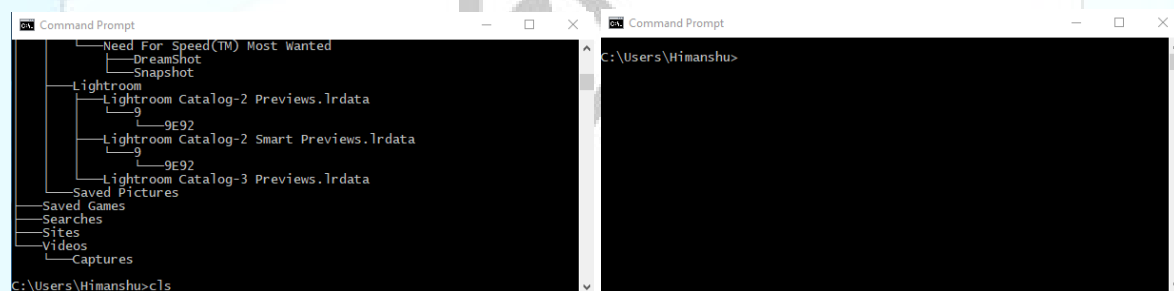 Command Prompt
Need For Speed(TM) Most Wanted
DreamShot
Snapshot
Lightroom
Lightroom Catalog-2 Previews.lrdata
9
9E92
Lightroom Catalog-2 Smart Previews.lrdata
9
9E92
Lightroom Catalog-3 Previews.lrdata
Saved Pictures
Saved Games
Searches
Sites
Videos
Captures
C:\Users\Himanshu>cls
Command Prompt
C:\Users\Himanshu>